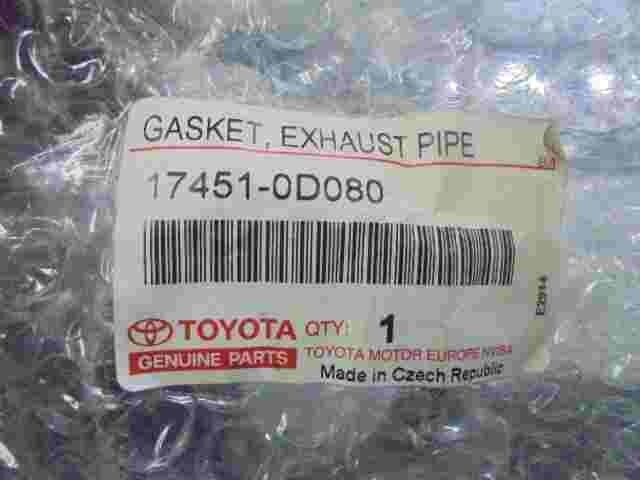 GASKET, EXHAUST PIPE
17451-0D080
E2914
TOYOTA QTY: 1
GENUINE PARTS TOYOTA MOTOR EUROPE NV/SA
Made in Czech Republic